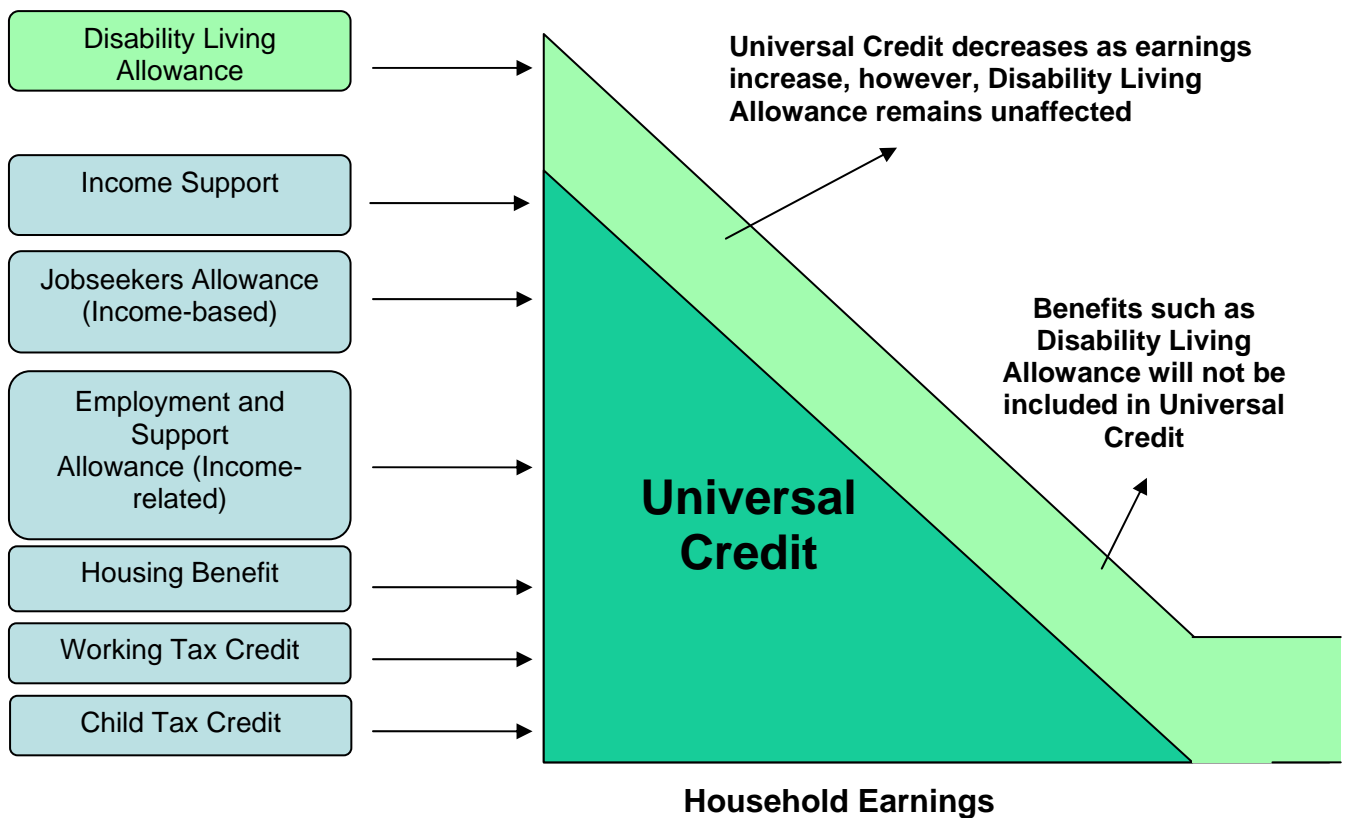 Disability Living
Allowance
Income Support
Jobseekers Allowance
(Income-based)
Employment and
Support
Allowance (Income-
related)
Housing Benefit
Working Tax Credit
Child Tax Credit
Universal Credit decreases as earnings
increase, however, Disability Living
Allowance remains unaffected
Benefits such as
Disability Living
Allowance will not be
included in Universal
Credit
Universal
Credit
Household Earnings